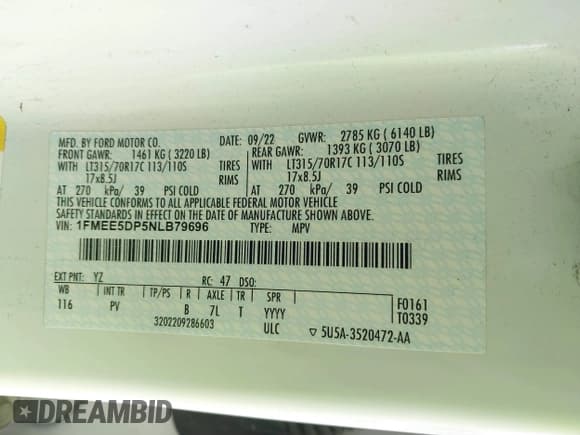 MFD. BY FORD MOTOR CO. DATE: 09/22 GVWR: 2785 KG ( 6140 LB)
FRONT GAWR: 1461 KG ( 3220 LB) REAR GAWR: 1393 KG ( 3070 LB)
WITH LT315/70R17C 113/110S TIRES WITH LT315/70R17C 113/110S TIRES
17x8.5J RIMS 17x8.5J RIMS
AT 270 kPa/ 39 PSI COLD AT 270 kPa/ 39 PSI COLD
THIS VEHICLE CONFORMS TO ALL APPLICABLE FEDERAL MOTOR VEHICLE
SAFETY STANDARDS IN EFFECT ON THE DATE OF MANUFACTURE SHOWN ABOVE.
VIN: 1FMEE5DP5NLB79696 TYPE: MPV
EXT PNT: YZ RC: 47 DSO:
WB INT TR TP/PS R AXLE TR SPR
116 PV B 7L T YYYY
F0161
T0339
3202209286603 ULC ▽ 5U5A-3520472-AA
DREAMBID